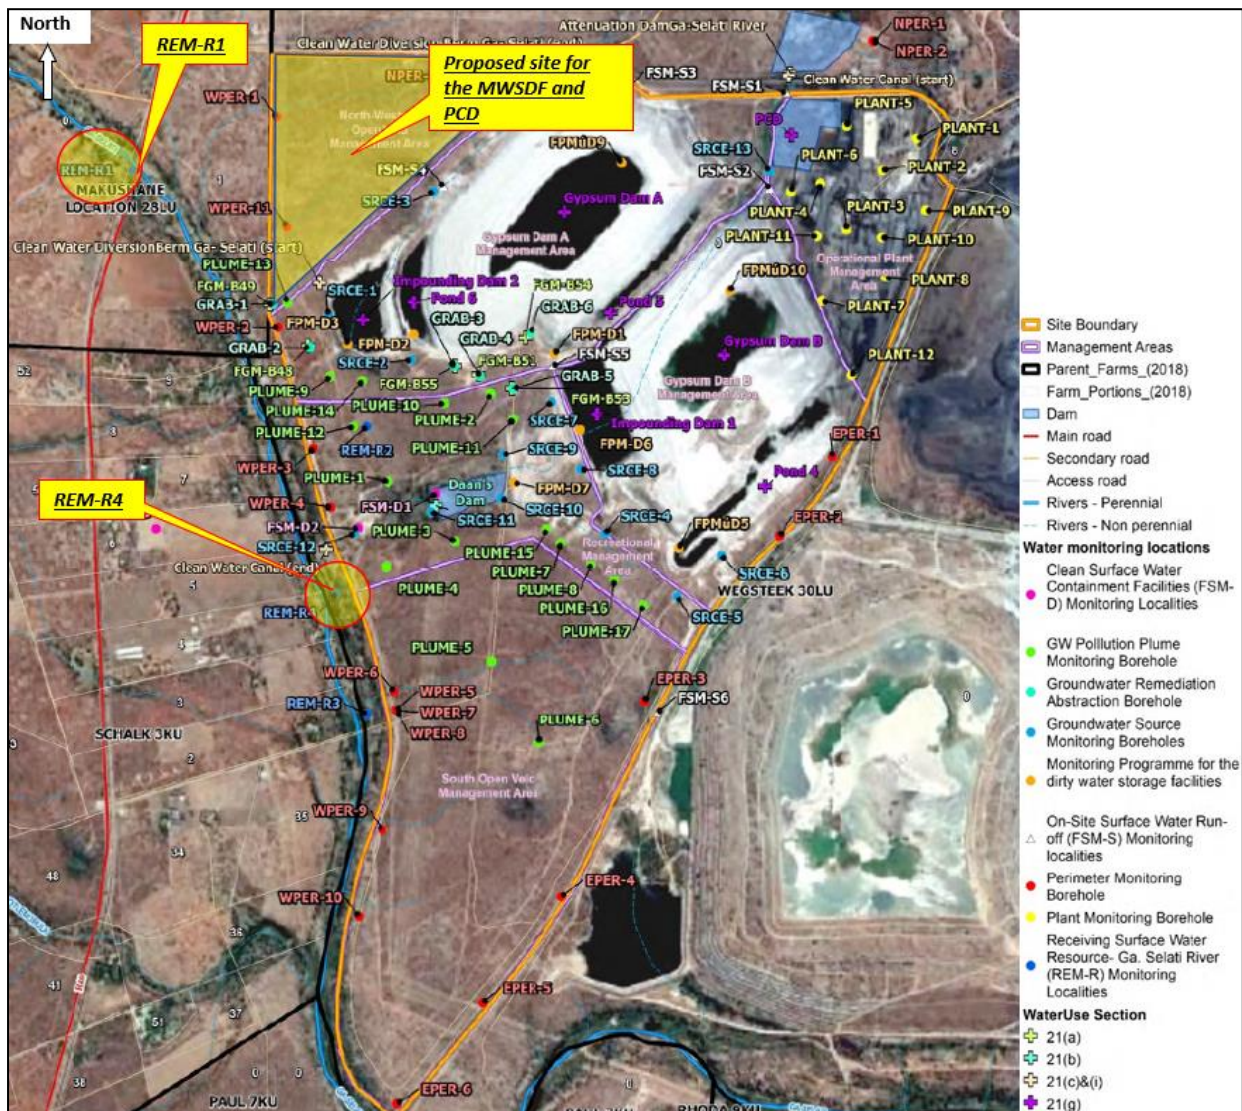 North
REM-R1
Attenuation DamGa-Selati River
NPER-1
NPER-2
Clean Water Diversion Berm Ga-Selati (end)
Proposed site for
the MWSDF and
PCD
FSM-S3
FSM-S1
Clean Water Canal (start)
WPER-1
PLANT-5
PCD
PLANT-1
FPMúD9
SRCE-13
FSM-S2
PLANT-6
PLANT-2
REM-R1
MAKUSHANE
LOCATION 28LU
FSM-S4
SRCE-3
Gypsum Dam A
PLANT-4
PLANT-3
PLANT-9
WPER-11
Gypsum Dam A
Management Area
PLANT-11
PLANT-10
Clean Water DiversionBerm Ga- Selati (start)
PLUME-13
FGM-B49
SRCE-1
Impounding Dam 2
FGM-B54
FPMúD10
Operational Plant
Management
Area
PLANT-8
GRAB-1
Pond 6
GRAB-6
Pond 5
PLANT-7
WPER-2
FPM-D3
GRAB-3
GRAB-4
FPM-D1
GRAB-2
FPM-D2
SRCE-2
FGM-B51
FSM-S5
Gypsum Dam B
PLANT-12
FGM-B48
FGM-B55
GRAB-5
Gypsum Dam B
Management Area
PLUME-9
PLUME-14
PLUME-10
PLUME-2
SRCE-7
FGM-B53
Impounding Dam 1
PLUME-12
REM-R2
PLUME-11
SRCE-9
FPM-D6
EPER-1
WPER-3
SRCE-8
PLUME-1
Daan's
Dam
FPM-D7
Pond 4
REM-R4
WPER-4
FSM-D1
SRCE-10
SRCE-4
EPER-2
FSM-D2
SRCE-11
SRCE-12
PLUME-3
PLUME-15
Recreational
Management
Area
FPMúD5
Clean Water Canal (end)
PLUME-7
SRCE-6
PLUME-4
PLUME-8
WEGSTEEK 30LU
REM-R4
PLUME-16
SRCE-5
PLUME-17
PLUME-5
WPER-6
WPER-5
EPER-3
REM-R3
WPER-7
FSM-S6
WPER-8
PLUME-6
SCHALK 3KU
WPER-9
EPER-4
WPER-10
EPER-5
EPER-6
PAUL 7KU
Site Boundary
Management Areas
Parent_Farms_(2018)
Farm_Portions_(2018)
Dam
Main road
Secondary road
Access road
Rivers - Perennial
Rivers - Non perennial
Water monitoring locations
Clean Surface Water
Containment Facilities (FSM-
D) Monitoring Localities
GW Polllution Plume
Monitoring Borehole
Groundwater Remediation
Abstraction Borehole
Groundwater Source
Monitoring Boreholes
Monitoring Programme for the
dirty water storage facilities
On-Site Surface Water Run-
off (FSM-S) Monitoring
localities
Perimeter Monitoring
Borehole
Plant Monitoring Borehole
Receiving Surface Water
Resource- Ga. Selati River
(REM-R) Monitoring
Localities
WaterUse Section
21(a)
21(b)
21(c)&(i)
21(g)